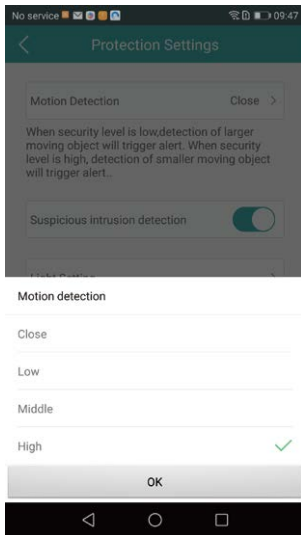 No service 09:47
Protection Settings
Motion Detection Close
When security level is low,detection of larger
moving object will trigger alert. When security
level is high, detection of smaller moving object
will trigger alert..
Suspicious intrusion detection
Light Setting
Motion detection
Close
Low
Middle
High
OK